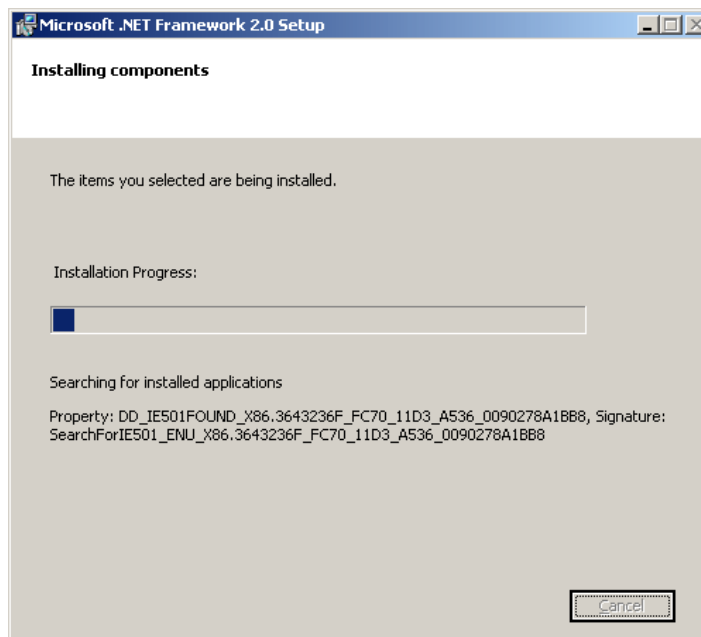 Microsoft .NET Framework 2.0 Setup
Installing components
The items you selected are being installed.
Installation Progress:
Searching for installed applications
Property: DD_IE501FOUND_X86.3643236F_FC70_11D3_A536_0090278A1BB8, Signature:
SearchForIE501_ENU_X86.3643236F_FC70_11D3_A536_0090278A1BB8
Cancel